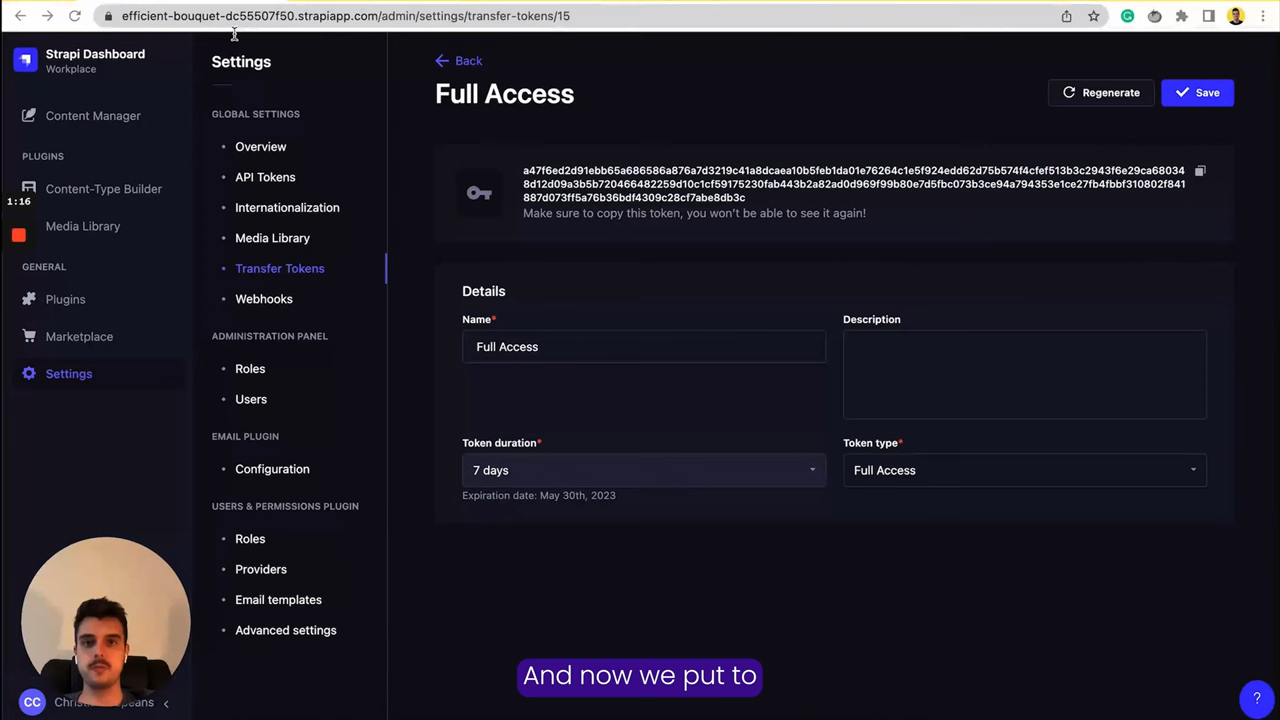 efficient-bouquet-dc55507f50.strapiapp.com/admin/settings/transfer-tokens/15
Strapi Dashboard
Workplace
Content Manager
PLUGINS
Content-Type Builder
1:16
Media Library
GENERAL
Plugins
Marketplace
Settings
CC
Settings
GLOBAL SETTINGS
Overview
API Tokens
Internationalization
Media Library
Transfer Tokens
Webhooks
ADMINISTRATION PANEL
Roles
Users
EMAIL PLUGIN
Configuration
USERS & PERMISSIONS PLUGIN
Roles
Providers
Email templates
Advanced settings
Back
Full Access
Regenerate
Save
a47f6ed2d91ebb65a686586a876a7d3219c41a8dcaea10b5feb1da01e76264c1e5f924edd62d75b574f4cfef513b3c2943f6e29ca68034
8d12d09a3b5b720466482259d10c1cf59175230fab443b2a82ad0d969f99b80e7d5fbc073b3ce94a794353e1ce27fb4fbbf310802f841
887d073ff5a76b36bdf4309c28cf7abe8db3c
Make sure to copy this token, you won't be able to see it again!
Details
Name*
Full Access
Description
Token duration*
7 days
Expiration date: May 30th, 2023
Token type*
Full Access
And now we put to
?